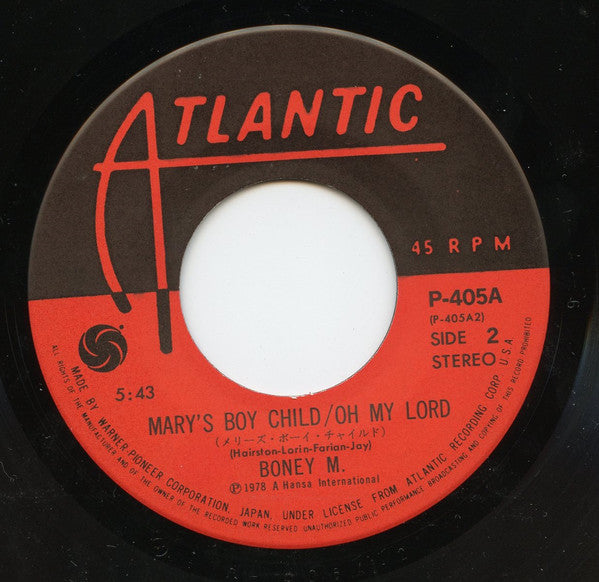 ATLANTIC
45 RPM
P-405A
(P-405A2)
SIDE 2
STEREO
5:43
MARY'S BOY CHILD/OH MY LORD
(メリーズ・ボーイ・チャイルド)
(Hairston-Lorin-Farian-Jay)
BONEY M.
Ⓟ1978 A Hansa International
MADE BY WARNER PIONEER CORPORATION, JAPAN, UNDER LICENSE FROM ATLANTIC RECORDING CORP. U.S.A.
ALL RIGHTS OF THE MANUFACTURER AND OF THE OWNER OF THE RECORDED WORK RESERVED UNAUTHORIZED PUBLIC PERFORMANCE BROADCASTING AND COPYING OF THIS RECORD PROHIBITED